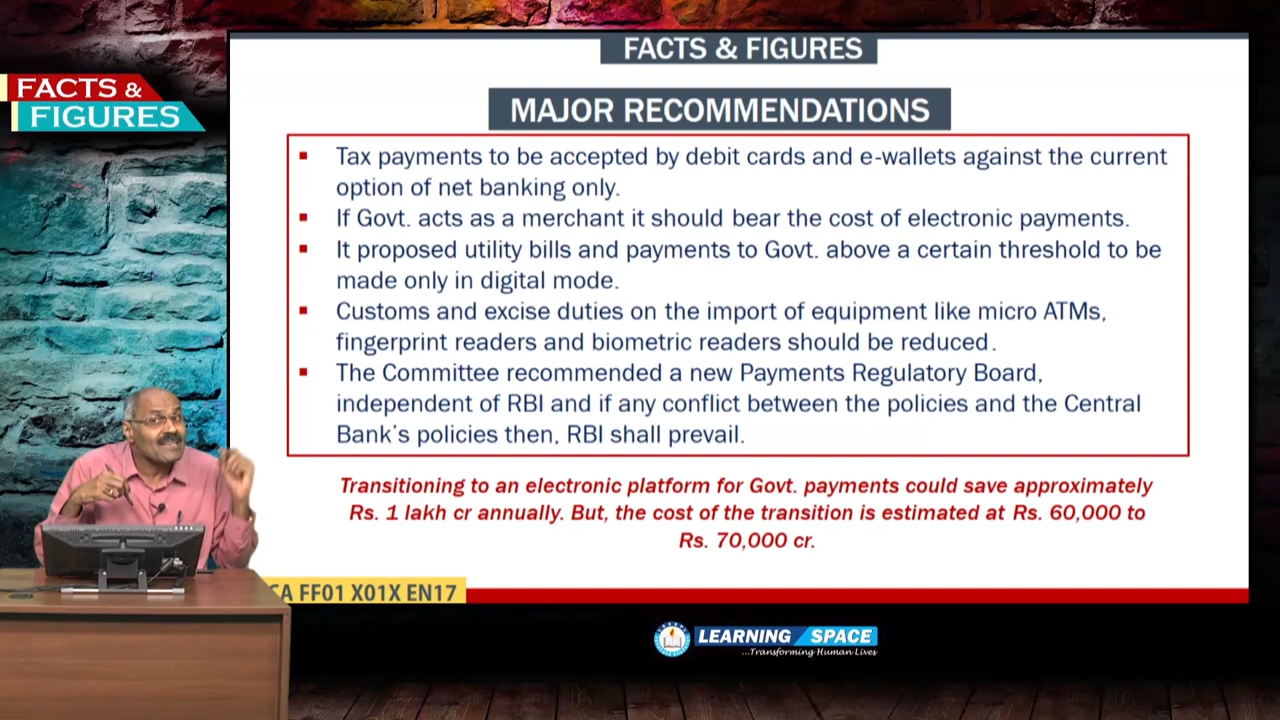 FACTS & FIGURES
FACTS &
FIGURES
MAJOR RECOMMENDATIONS
▪ Tax payments to be accepted by debit cards and e-wallets against the current
option of net banking only.
▪ If Govt. acts as a merchant it should bear the cost of electronic payments.
▪ It proposed utility bills and payments to Govt. above a certain threshold to be
made only in digital mode.
▪ Customs and excise duties on the import of equipment like micro ATMs,
fingerprint readers and biometric readers should be reduced.
▪ The Committee recommended a new Payments Regulatory Board,
independent of RBI and if any conflict between the policies and the Central
Bank's policies then, RBI shall prevail.
Transitioning to an electronic platform for Govt. payments could save approximately
Rs. 1 lakh cr annually. But, the cost of the transition is estimated at Rs. 60,000 to
Rs. 70,000 cr.
CA FF01 X01X EN17
LEARNING SPACE
...Transforming Human Lives